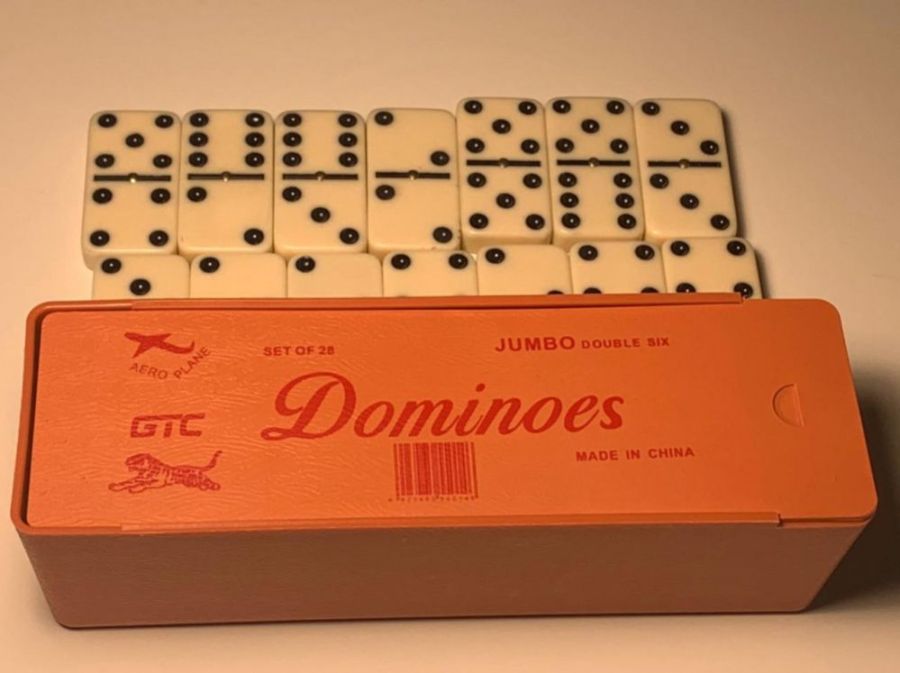 AERO PLANE
SET OF 28
JUMBO DOUBLE SIX
GTC
Dominoes
MADE IN CHINA